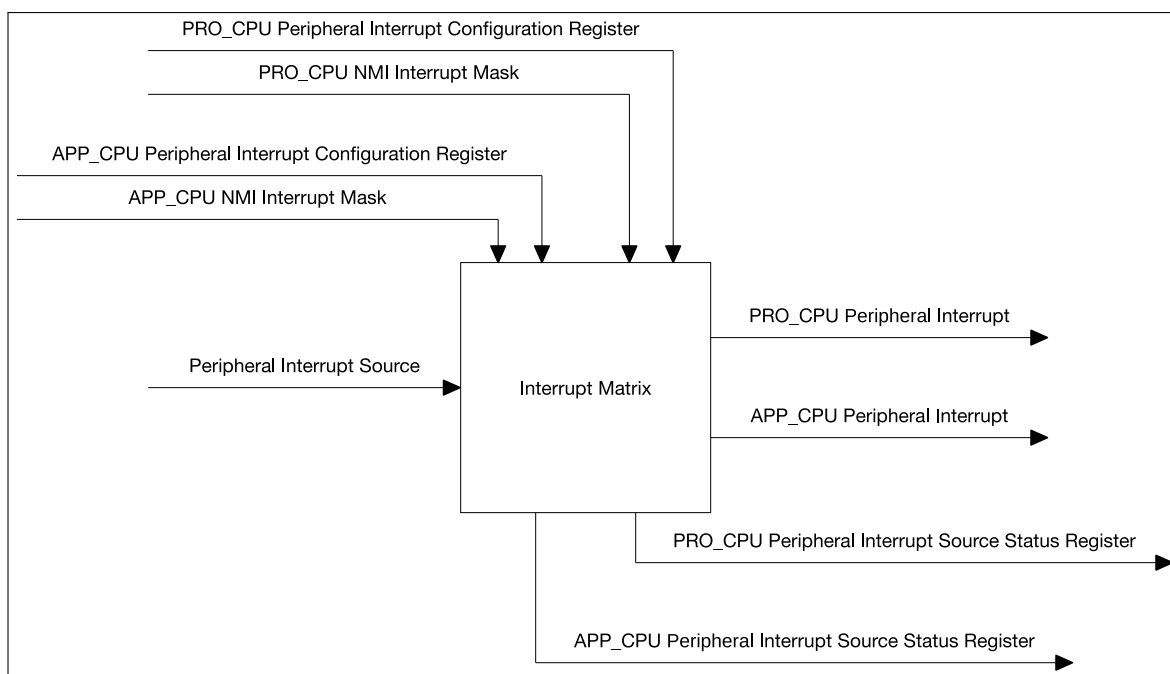 PRO_CPU Peripheral Interrupt Configuration Register
PRO_CPU NMI Interrupt Mask
APP_CPU Peripheral Interrupt Configuration Register
APP_CPU NMI Interrupt Mask
PRO_CPU Peripheral Interrupt
Peripheral Interrupt Source
Interrupt Matrix
APP_CPU Peripheral Interrupt
PRO_CPU Peripheral Interrupt Source Status Register
APP_CPU Peripheral Interrupt Source Status Register